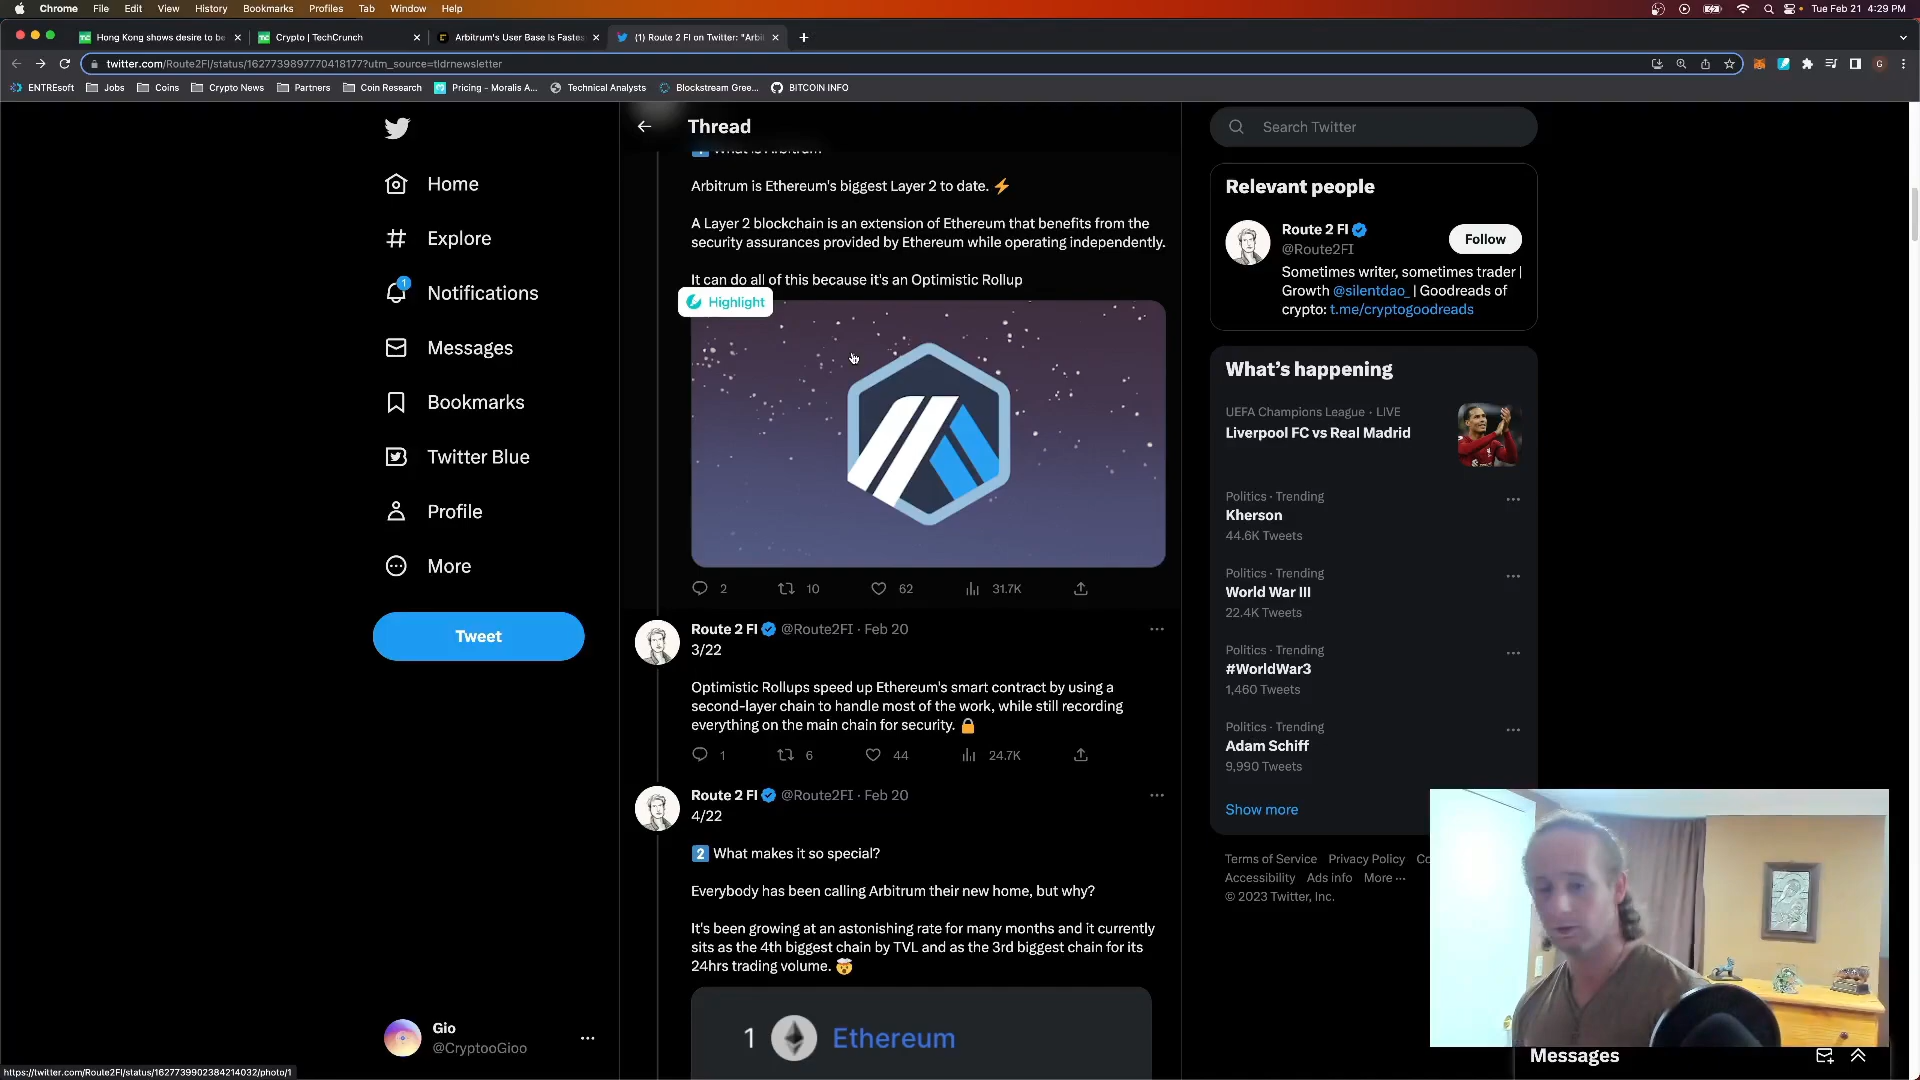 Chrome File Edit View History Bookmarks Profiles Tab Window Help
Tue Feb 21 4:29 PM
Hong Kong shows desire to be
Crypto | TechCrunch
Arbitrum's User Base Is Fastes
(1) Route 2 FI on Twitter: "Arbi
twitter.com/Route2FI/status/1627739897770418177?utm_source=tldrnewsletter
ENTREsoft Jobs Coins Crypto News Partners Coin Research Pricing - Moralis A... Technical Analysts Blockstream Gree... BITCOIN INFO
Home
Explore
1
Notifications
Messages
Bookmarks
Twitter Blue
Profile
More
Tweet
Gio
@CryptooGioo
https://twitter.com/Route2FI/status/1627739902384214032/photo/1
Thread
1 What is Arbitrum
Arbitrum is Ethereum's biggest Layer 2 to date. ⚡
A Layer 2 blockchain is an extension of Ethereum that benefits from the
security assurances provided by Ethereum while operating independently.
It can do all of this because it's an Optimistic Rollup
Highlight
2 10 62 31.7K
Route 2 FI @Route2FI · Feb 20
3/22
Optimistic Rollups speed up Ethereum's smart contract by using a
second-layer chain to handle most of the work, while still recording
everything on the main chain for security. 🔒
1 6 44 24.7K
Route 2 FI @Route2FI · Feb 20
4/22
2 What makes it so special?
Everybody has been calling Arbitrum their new home, but why?
It's been growing at an astonishing rate for many months and it currently
sits as the 4th biggest chain by TVL and as the 3rd biggest chain for its
24hrs trading volume. 🤯
1 Ethereum
Search Twitter
Relevant people
Route 2 FI
@Route2FI
Follow
Sometimes writer, sometimes trader |
Growth @silentdao_ | Goodreads of
crypto: t.me/cryptogoodreads
What's happening
UEFA Champions League · LIVE
Liverpool FC vs Real Madrid
Politics · Trending
Kherson
44.6K Tweets
Politics · Trending
World War III
22.4K Tweets
Politics · Trending
#WorldWar3
1,460 Tweets
Politics · Trending
Adam Schiff
9,990 Tweets
Show more
Terms of Service Privacy Policy Co
Accessibility Ads info More ···
© 2023 Twitter, Inc.
Messages